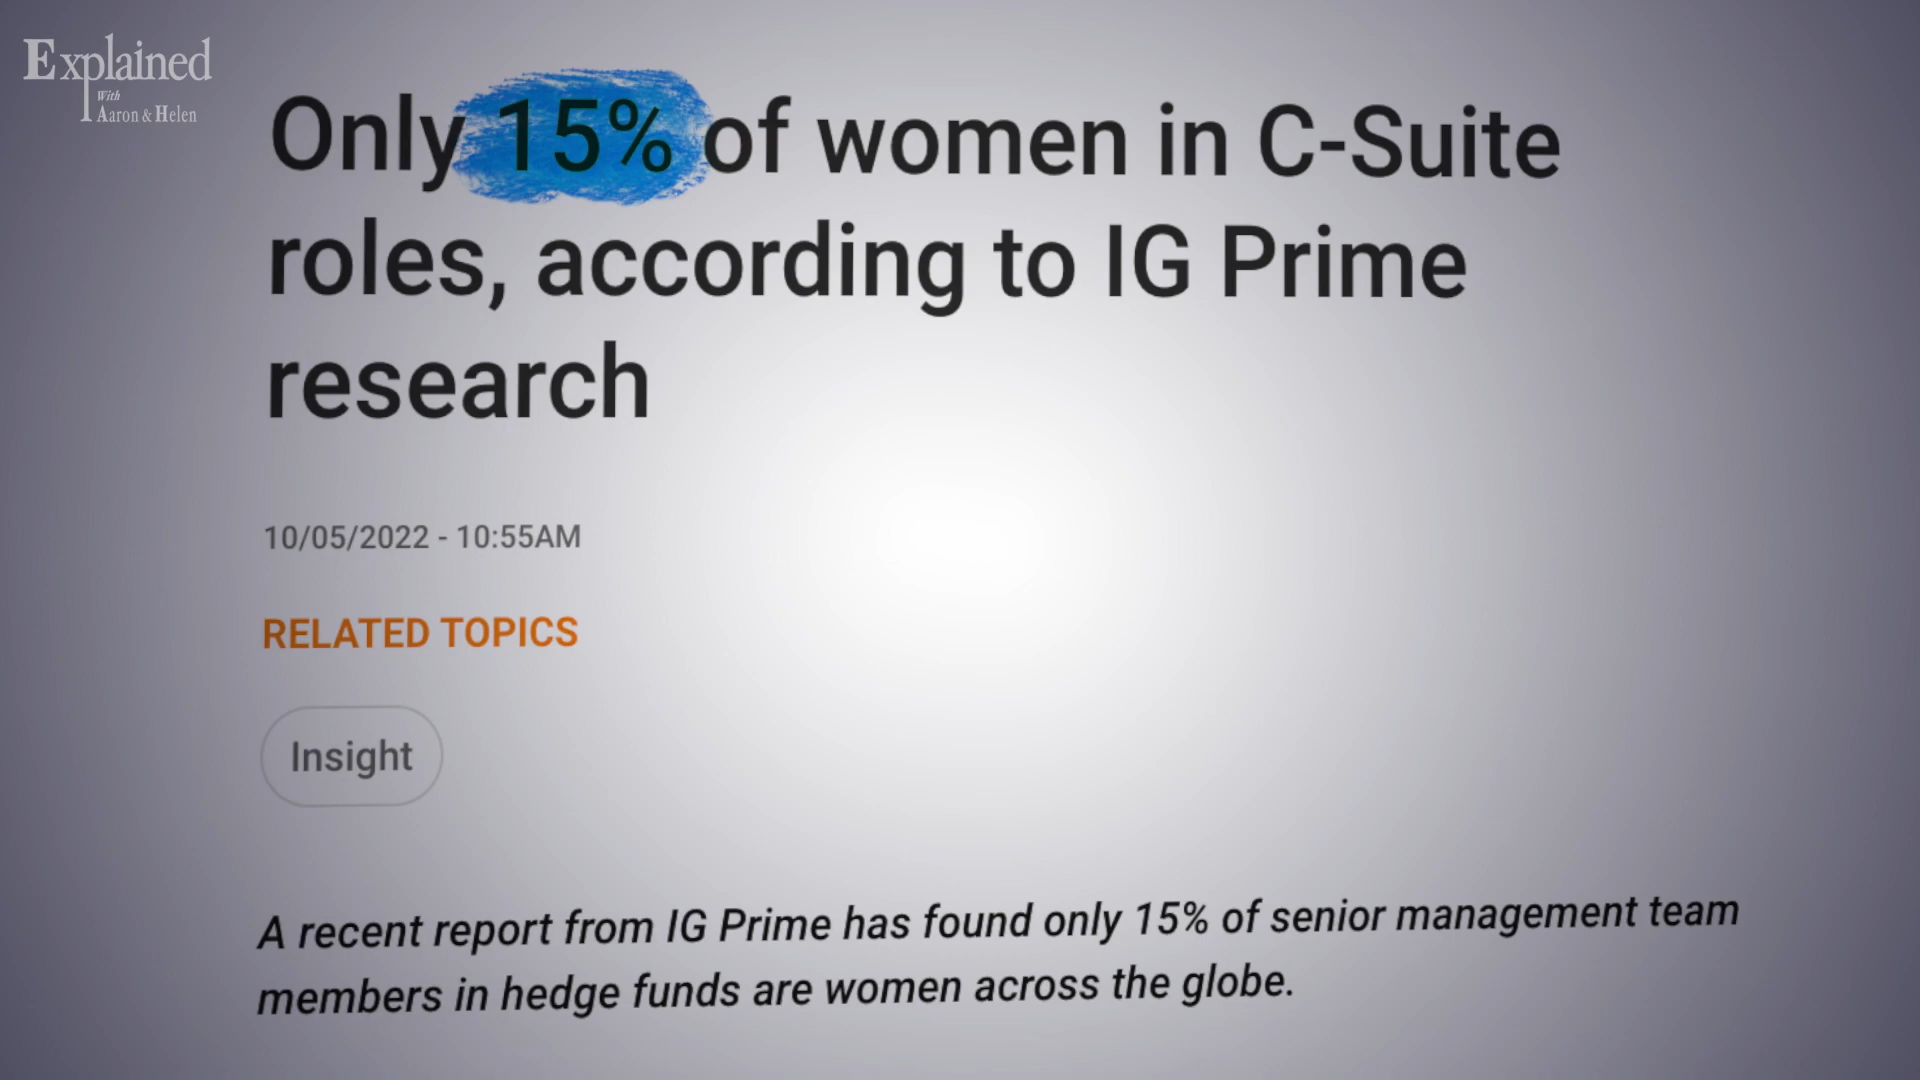 Explained
With
Aaron & Helen
Only 15% of women in C-Suite
roles, according to IG Prime
research
10/05/2022 - 10:55AM
RELATED TOPICS
Insight
A recent report from IG Prime has found only 15% of senior management team
members in hedge funds are women across the globe.